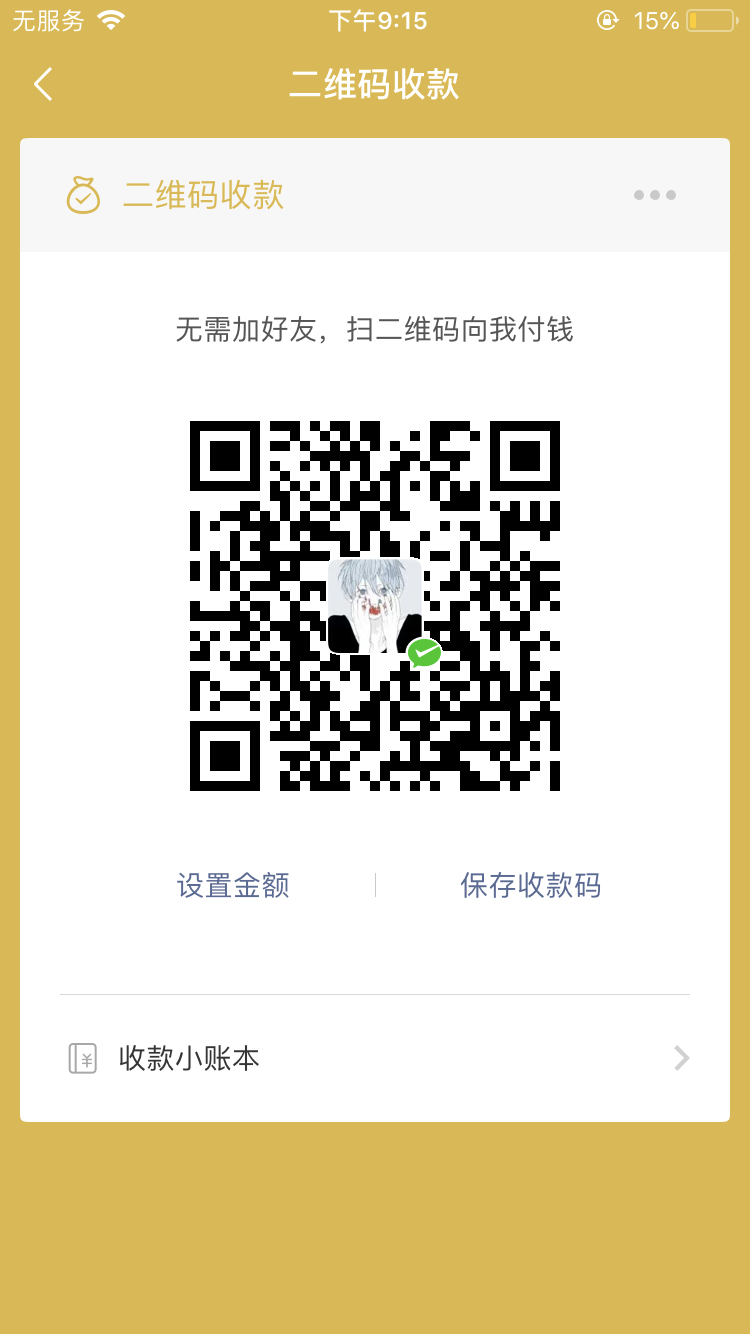 无服务 下午9:15 15%
二维码收款
二维码收款
无需加好友，扫二维码向我付钱
设置金额 保存收款码
¥ 收款小账本